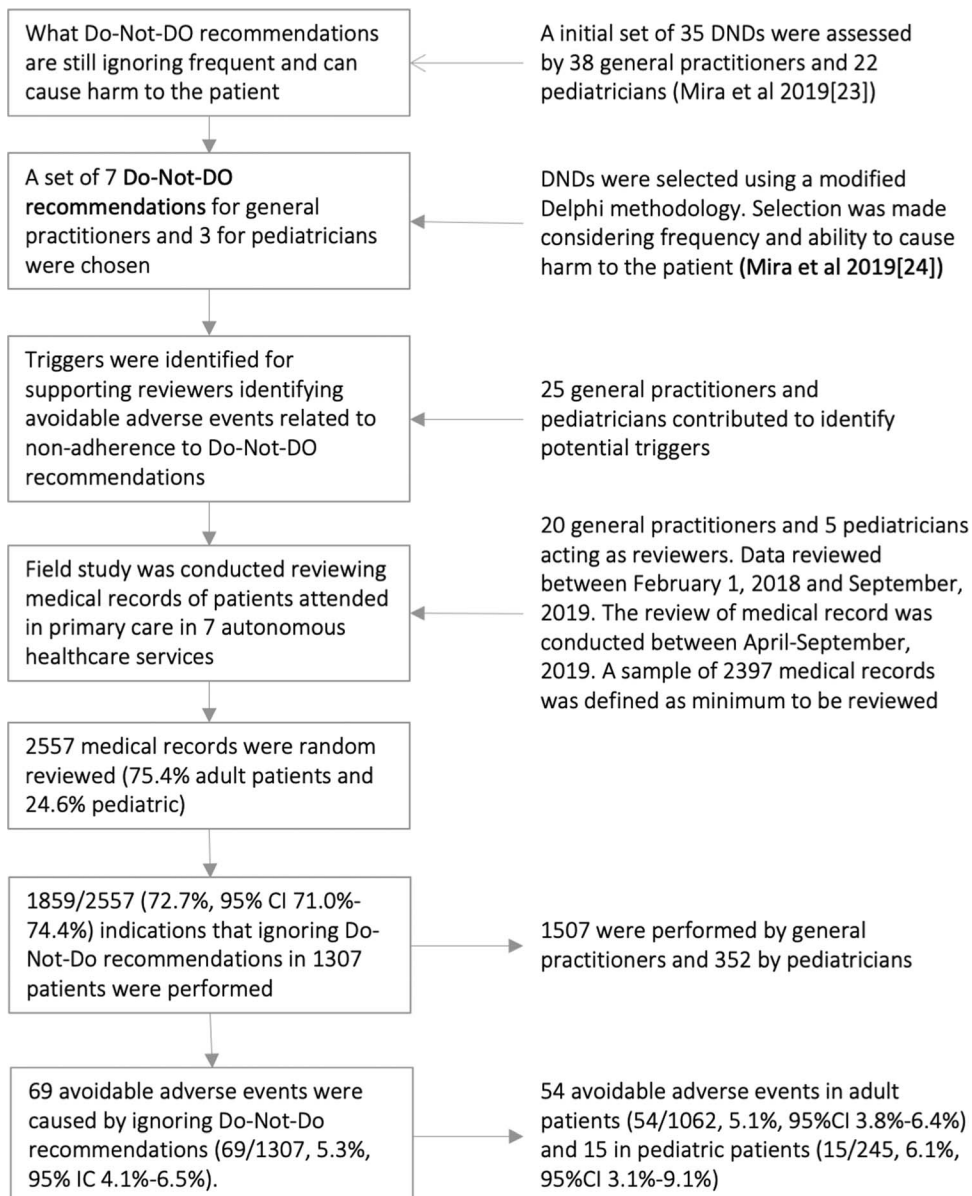 What Do-Not-DO recommendations
are still ignoring frequent and can
cause harm to the patient
A initial set of 35 DNDs were assessed
by 38 general practitioners and 22
pediatricians (Mira et al 2019[23])
A set of 7 Do-Not-DO
recommendations for general
practitioners and 3 for pediatricians
were chosen
DNDs were selected using a modified
Delphi methodology. Selection was made
considering frequency and ability to cause
harm to the patient (Mira et al 2019[24])
Triggers were identified for
supporting reviewers identifying
avoidable adverse events related to
non-adherence to Do-Not-DO
recommendations
25 general practitioners and
pediatricians contributed to identify
potential triggers
Field study was conducted reviewing
medical records of patients attended
in primary care in 7 autonomous
healthcare services
20 general practitioners and 5 pediatricians
acting as reviewers. Data reviewed
between February 1, 2018 and September,
2019. The review of medical record was
conducted between April-September,
2019. A sample of 2397 medical records
was defined as minimum to be reviewed
2557 medical records were random
reviewed (75.4% adult patients and
24.6% pediatric)
1859/2557 (72.7%, 95% CI 71.0%-
74.4%) indications that ignoring Do-
Not-Do recommendations in 1307
patients were performed
1507 were performed by general
practitioners and 352 by pediatricians
69 avoidable adverse events were
caused by ignoring Do-Not-Do
recommendations (69/1307, 5.3%,
95% IC 4.1%-6.5%).
54 avoidable adverse events in adult
patients (54/1062, 5.1%, 95%CI 3.8%-6.4%)
and 15 in pediatric patients (15/245, 6.1%,
95%CI 3.1%-9.1%)